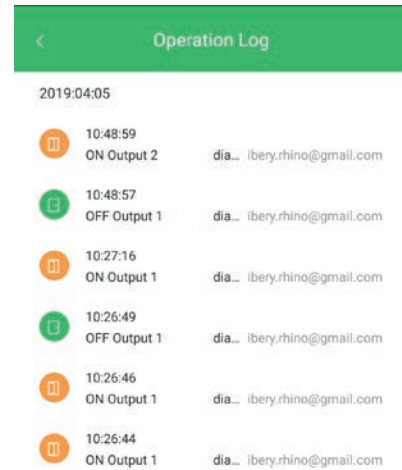 Operation Log
2019:04:05
10:48:59
ON Output 2 dia... ibery.rhino@gmail.com
10:48:57
OFF Output 1 dia... ibery.rhino@gmail.com
10:27:16
ON Output 1 dia... ibery.rhino@gmail.com
10:26:49
OFF Output 1 dia... ibery.rhino@gmail.com
10:26:46
ON Output 1 dia... ibery.rhino@gmail.com
10:26:44
ON Output 1 dia... ibery.rhino@gmail.com